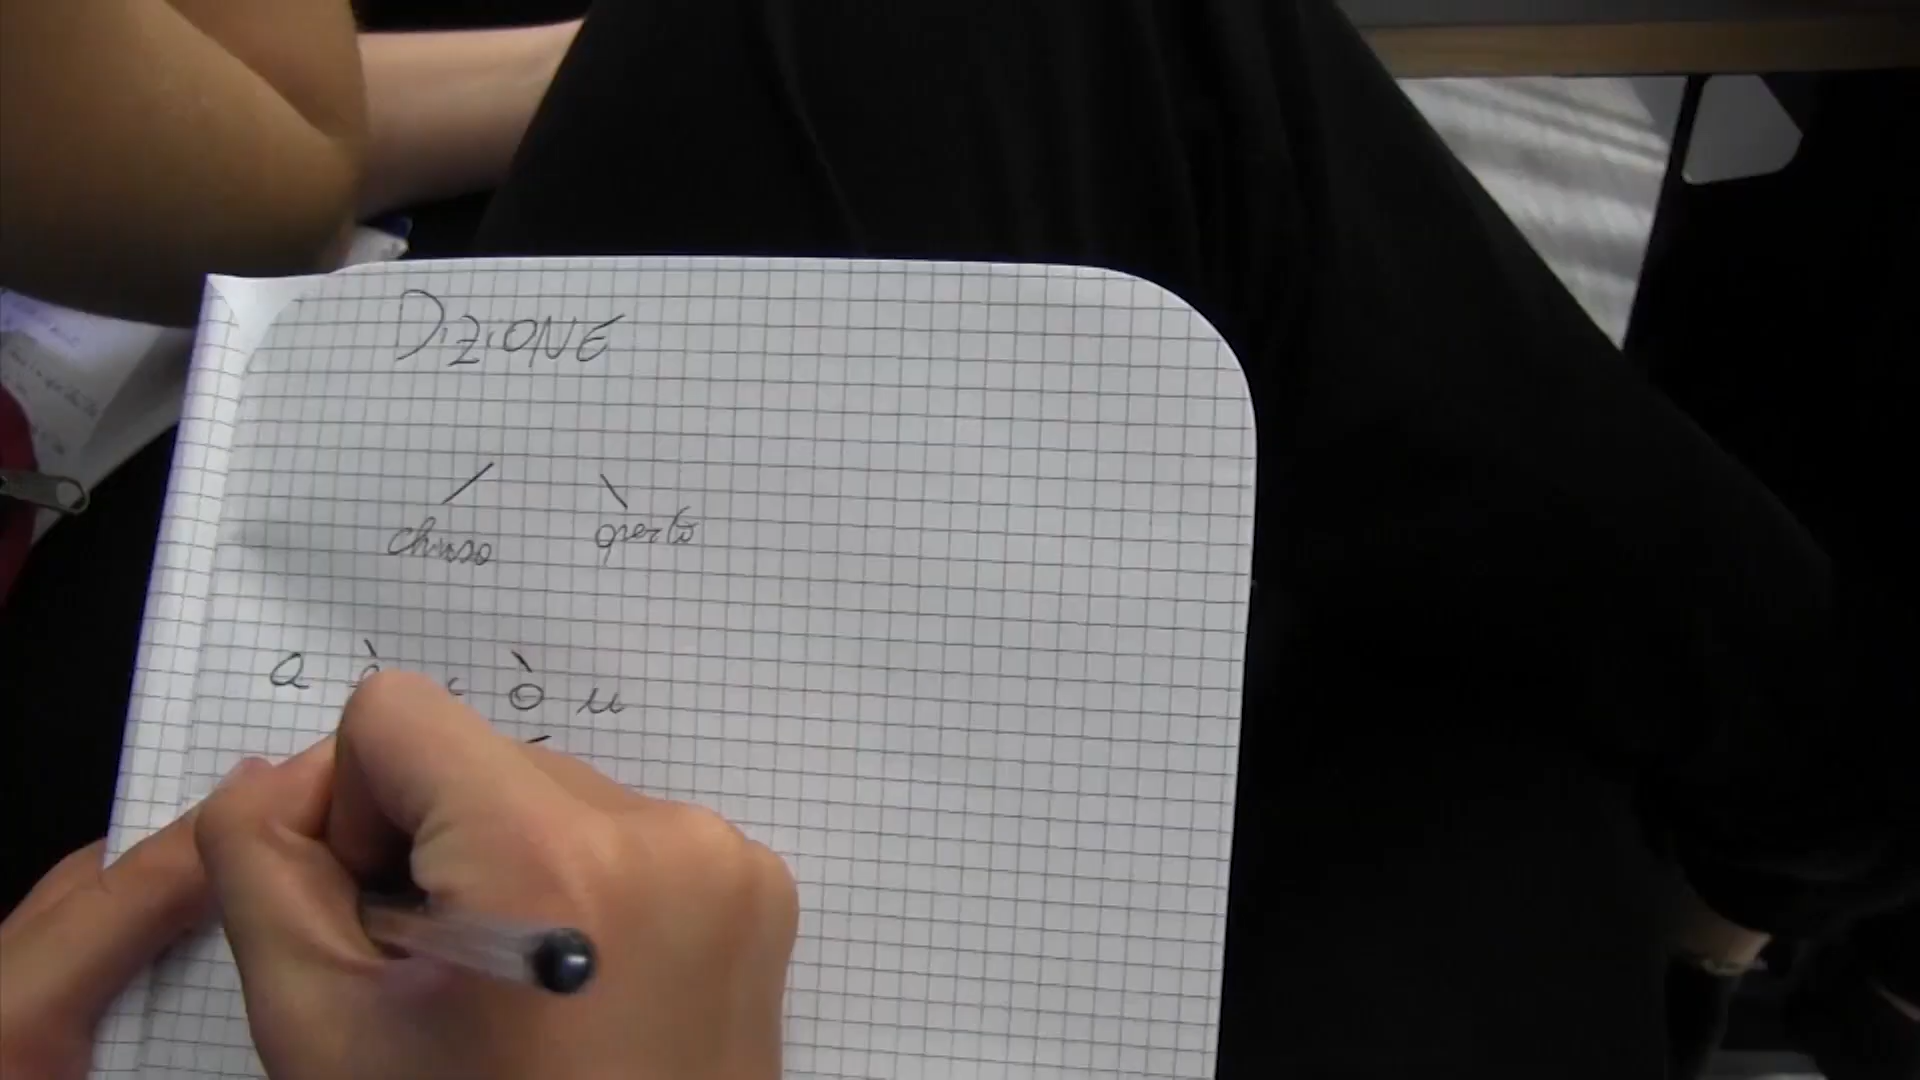 DiZiONE
/ \
chiuso aperto
a è i ò u